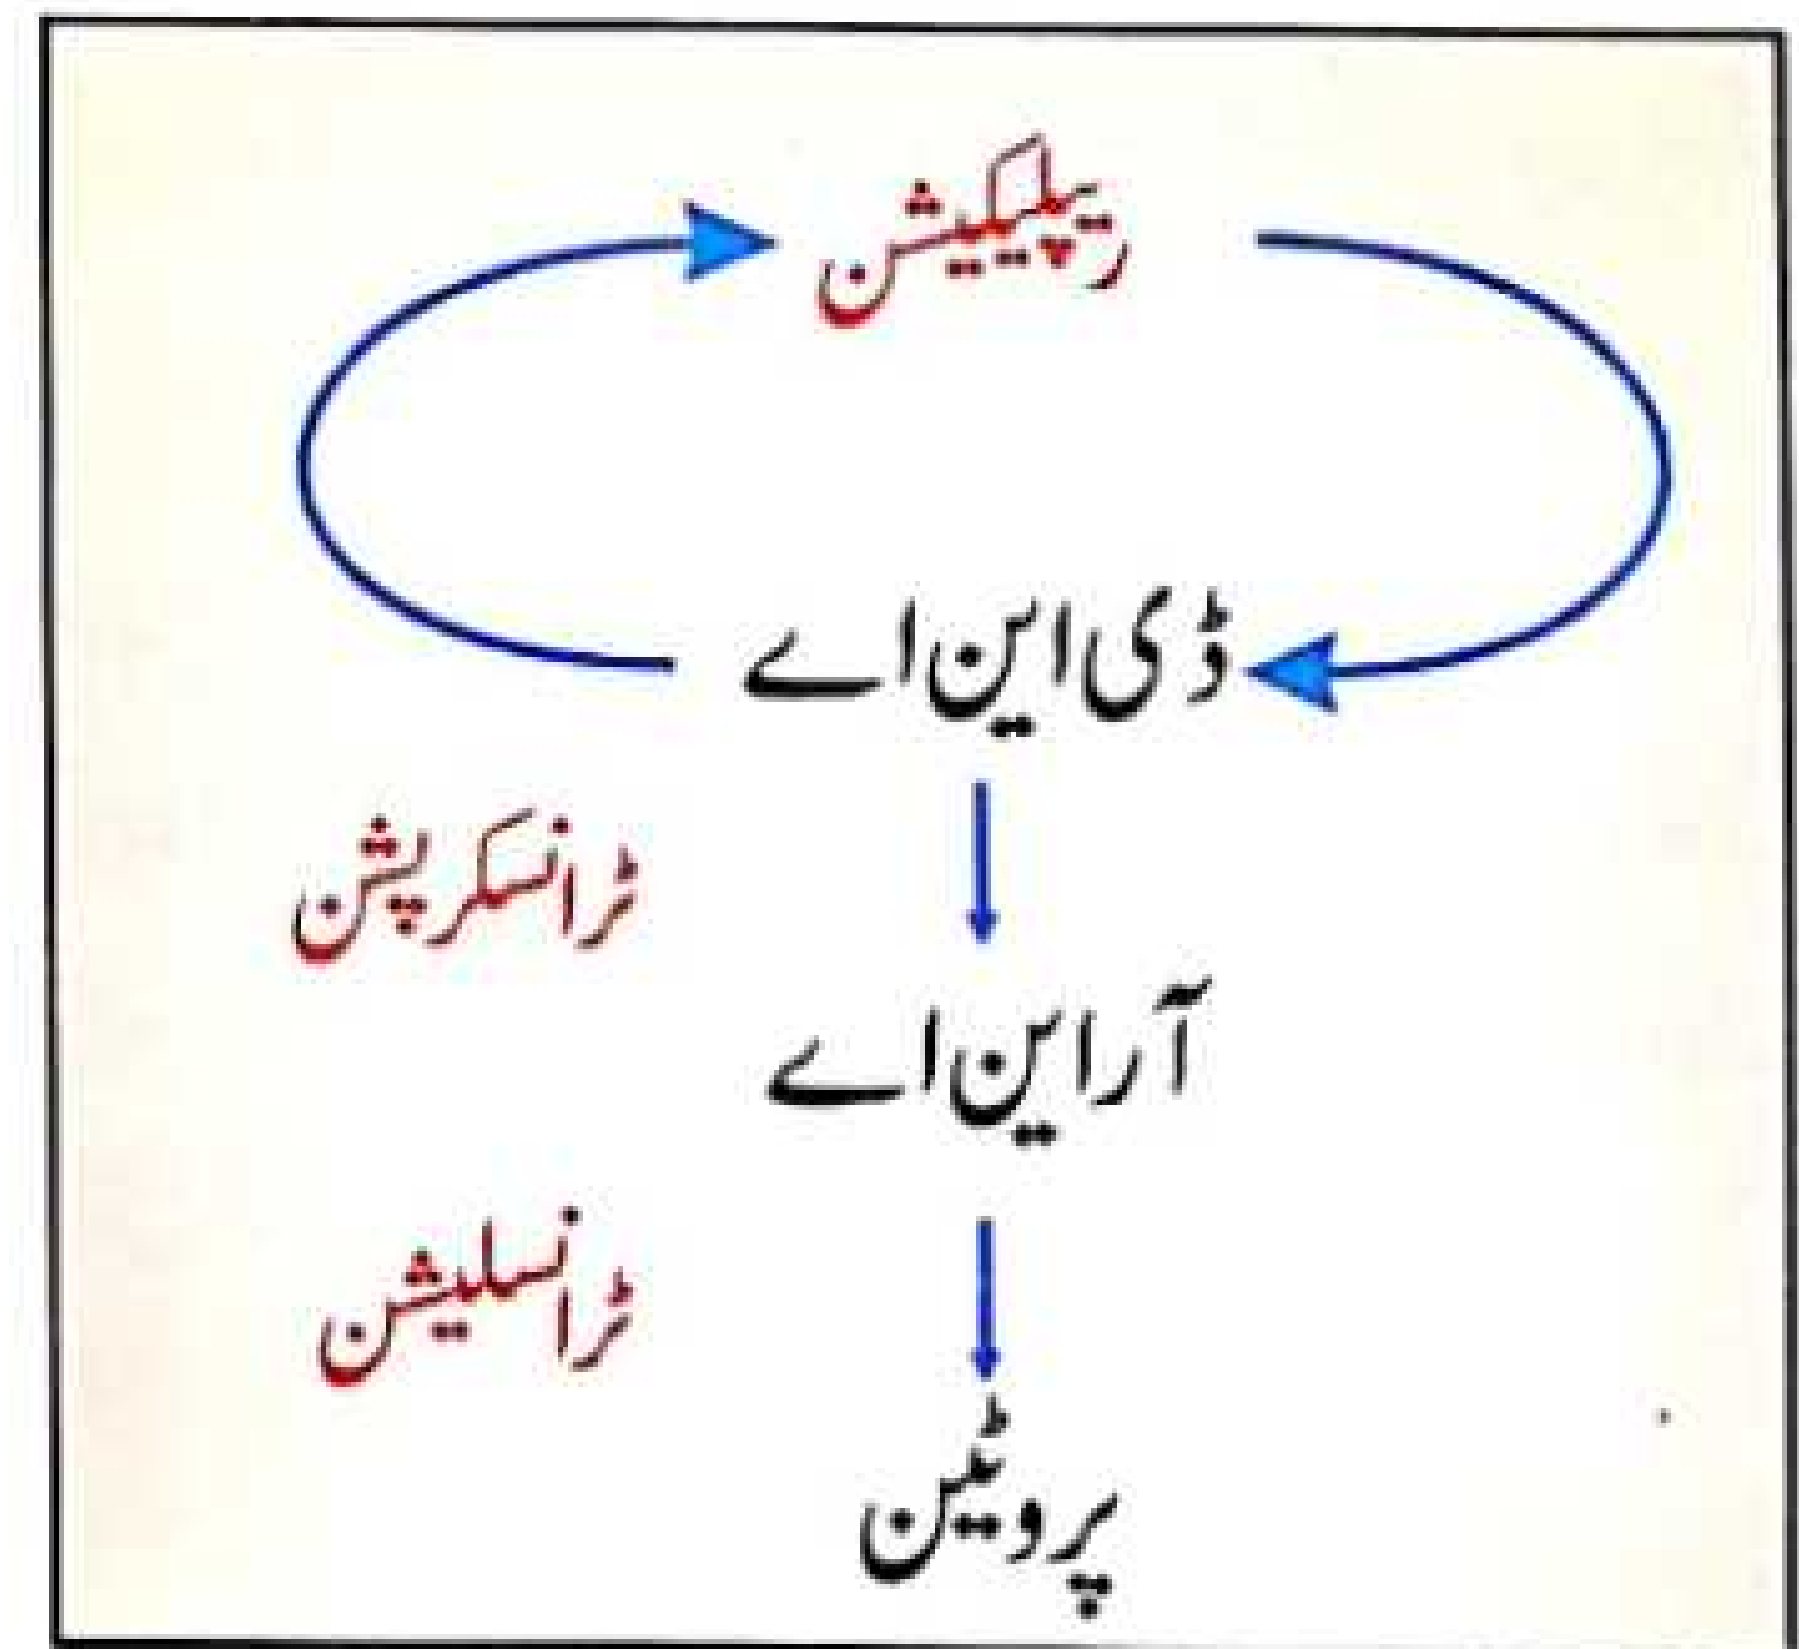 ریپلیکیشن
ڈی این اے
ٹرانسکرپشن
آر این اے
ٹرانسلیشن
پروٹین